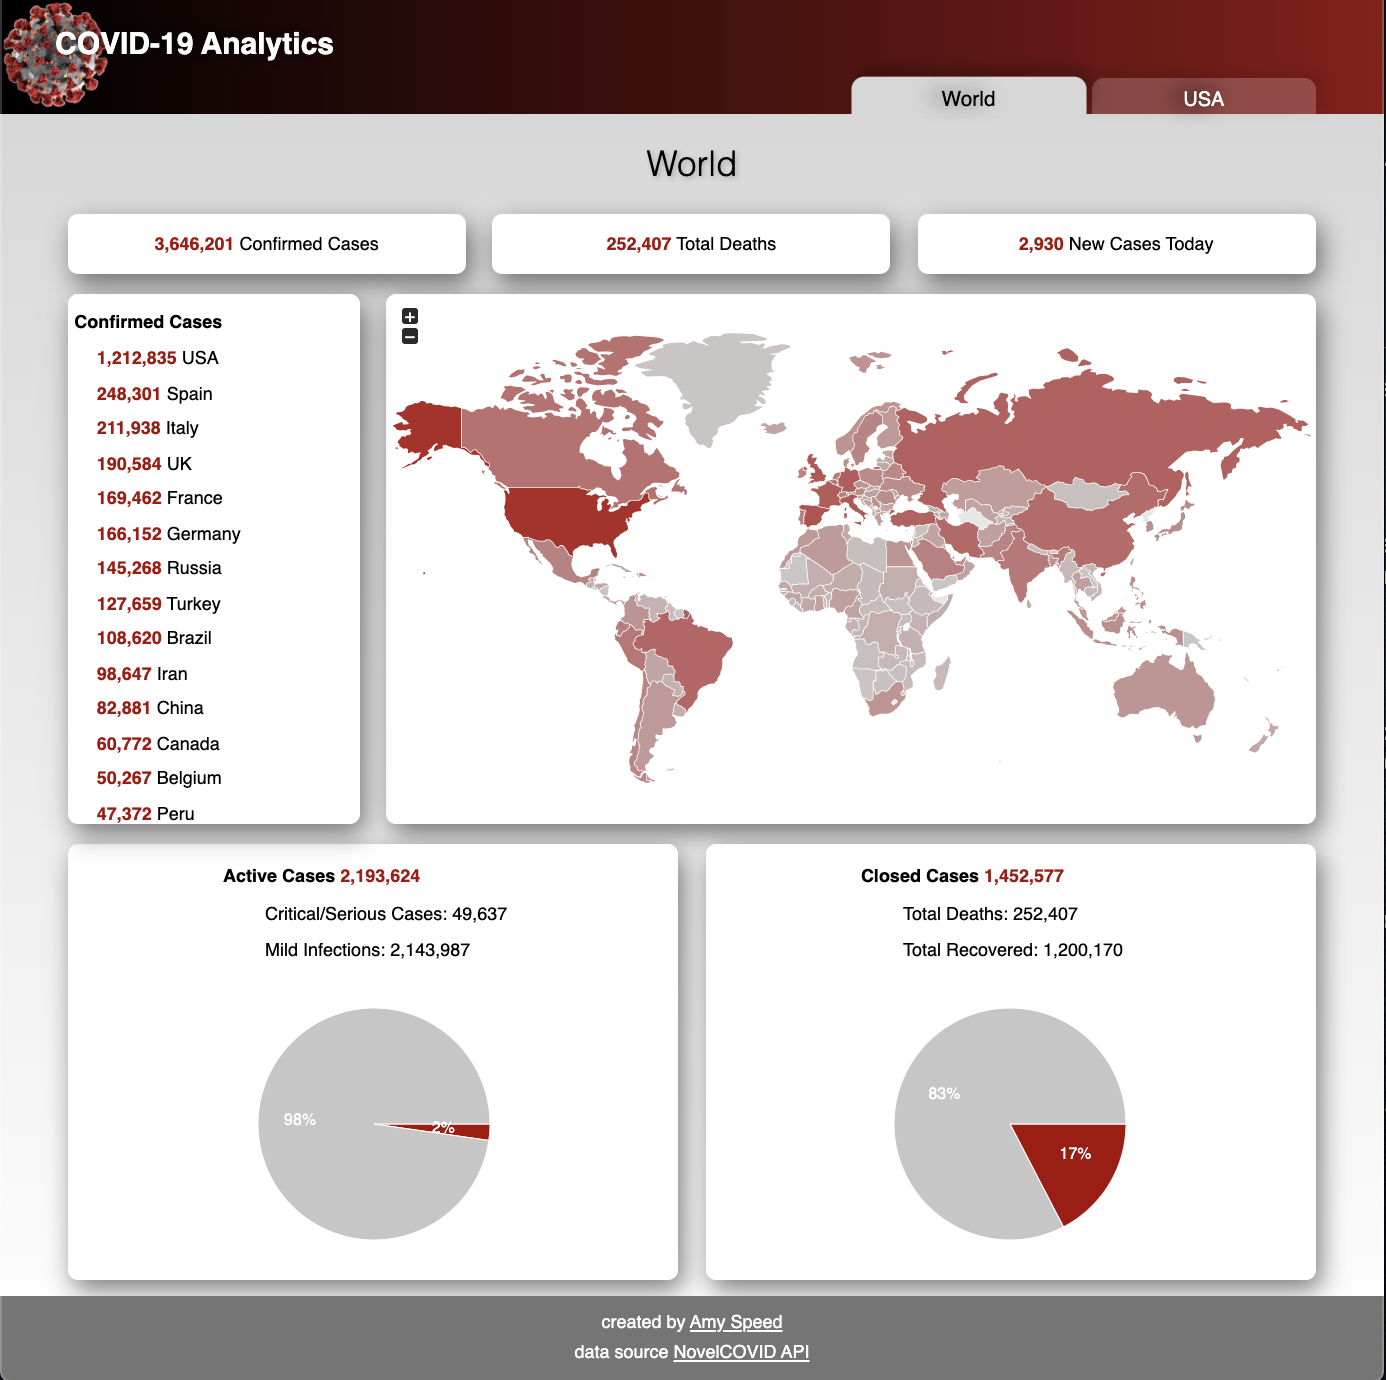 COVID-19 Analytics
World
USA
World
3,646,201 Confirmed Cases
252,407 Total Deaths
2,930 New Cases Today
Confirmed Cases
1,212,835 USA
248,301 Spain
211,938 Italy
190,584 UK
169,462 France
166,152 Germany
145,268 Russia
127,659 Turkey
108,620 Brazil
98,647 Iran
82,881 China
60,772 Canada
50,267 Belgium
47,372 Peru
+
−
Active Cases 2,193,624
Critical/Serious Cases: 49,637
Mild Infections: 2,143,987
98%
2%
Closed Cases 1,452,577
Total Deaths: 252,407
Total Recovered: 1,200,170
83%
17%
created by Amy Speed
data source NovelCOVID API